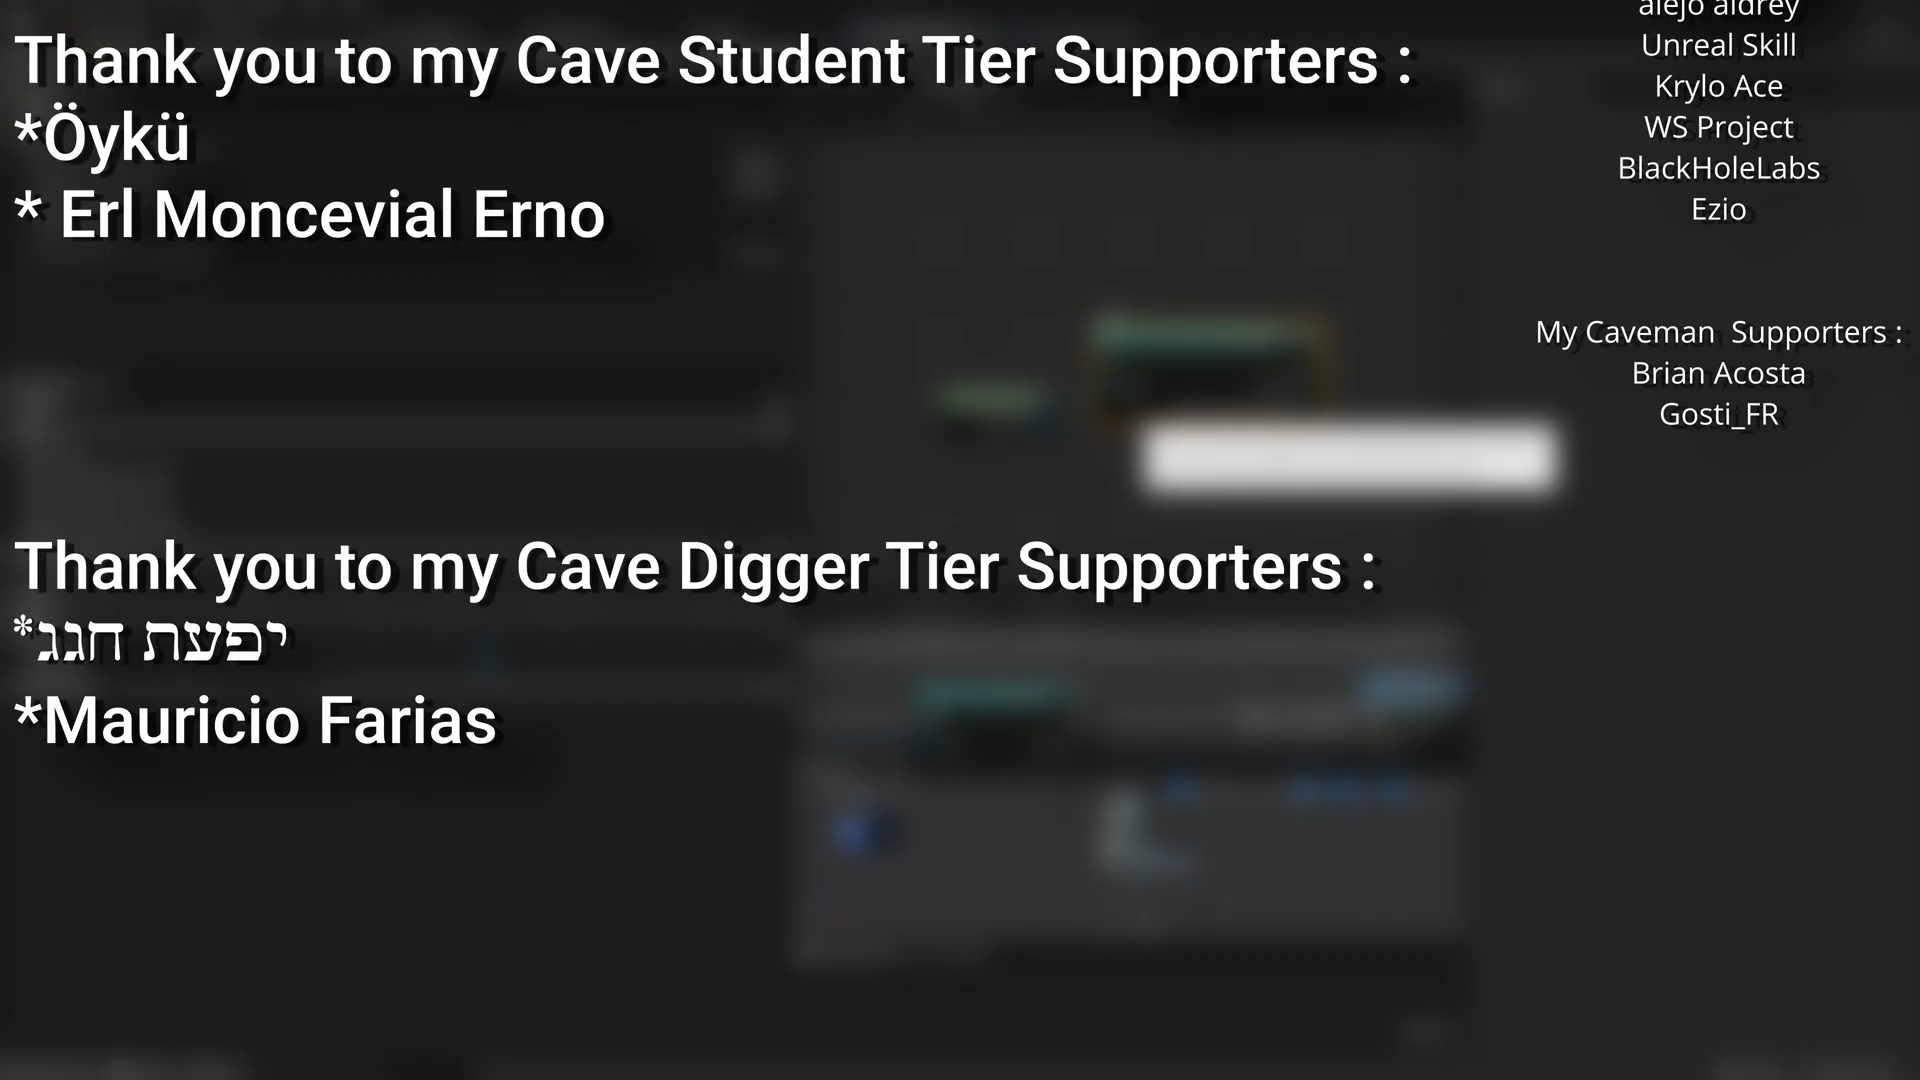 Thank you to my Cave Student Tier Supporters :
*Öykü
* Erl Moncevial Erno
Thank you to my Cave Digger Tier Supporters :
*יפעת חגג
*Mauricio Farias
alejo aldrey
Unreal Skill
Krylo Ace
WS Project
BlackHoleLabs
Ezio
My Caveman  Supporters :
Brian Acosta
Gosti_FR